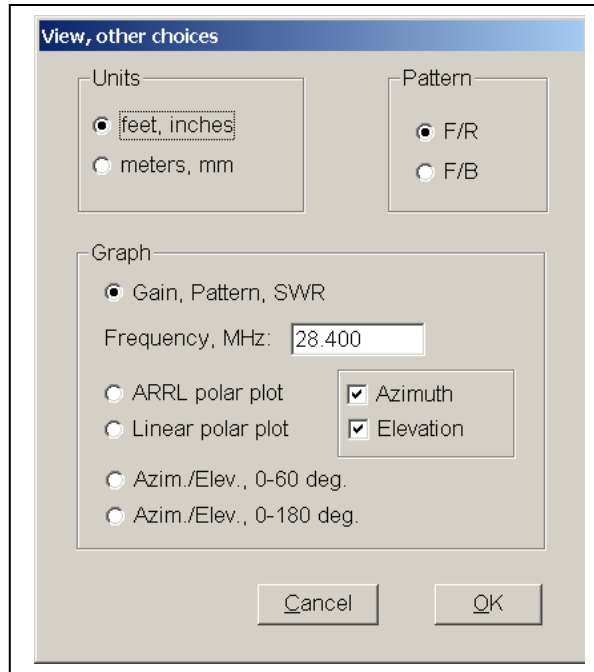 View, other choices
Units
feet, inches
meters, mm
Pattern
F/R
F/B
Graph
Gain, Pattern, SWR
Frequency, MHz: 28.400
ARRL polar plot
Linear polar plot
Azimuth
Elevation
Azim./Elev., 0-60 deg.
Azim./Elev., 0-180 deg.
Cancel
OK